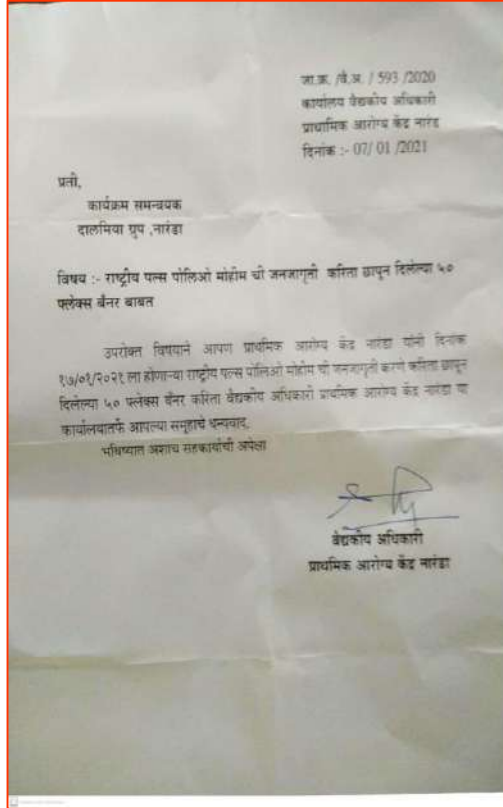 जा.क्र. /वै.अ. / 593 /2020
कार्यालय वैद्यकीय अधिकारी
प्राथामिक आरोग्य केंद्र नारंड
दिनांक :- 07/ 01 /2021
प्रती,
कार्यक्रम समन्वयक
दालमिया ग्रुप ,नारंडा
विषय :- राष्ट्रीय पल्स पोलिओ मोहीम ची जनजागृती करिता छापून दिलेल्या ५०
फ्लेक्स बॅनर बाबत
उपरोक्त विषयाने आपण प्राथमिक आरोग्य केंद्र नारंडा यांनी दिनांक
१७/०१/२०२१ ला होणाऱ्या राष्ट्रीय पल्स पोलिओ मोहीम ची जनजागृती करणे करिता छापून
दिलेल्या ५० फ्लेक्स बॅनर करिता वैद्यकीय अधिकारी प्राथमिक आरोग्य केंद्र नारंडा या
कार्यालयातर्फे आपल्या समूहाचे धन्यवाद.
भविष्यात अशाच सहकार्याची अपेक्षा
वैद्यकीय अधिकारी
प्राथमिक आरोग्य केंद्र नारंडा